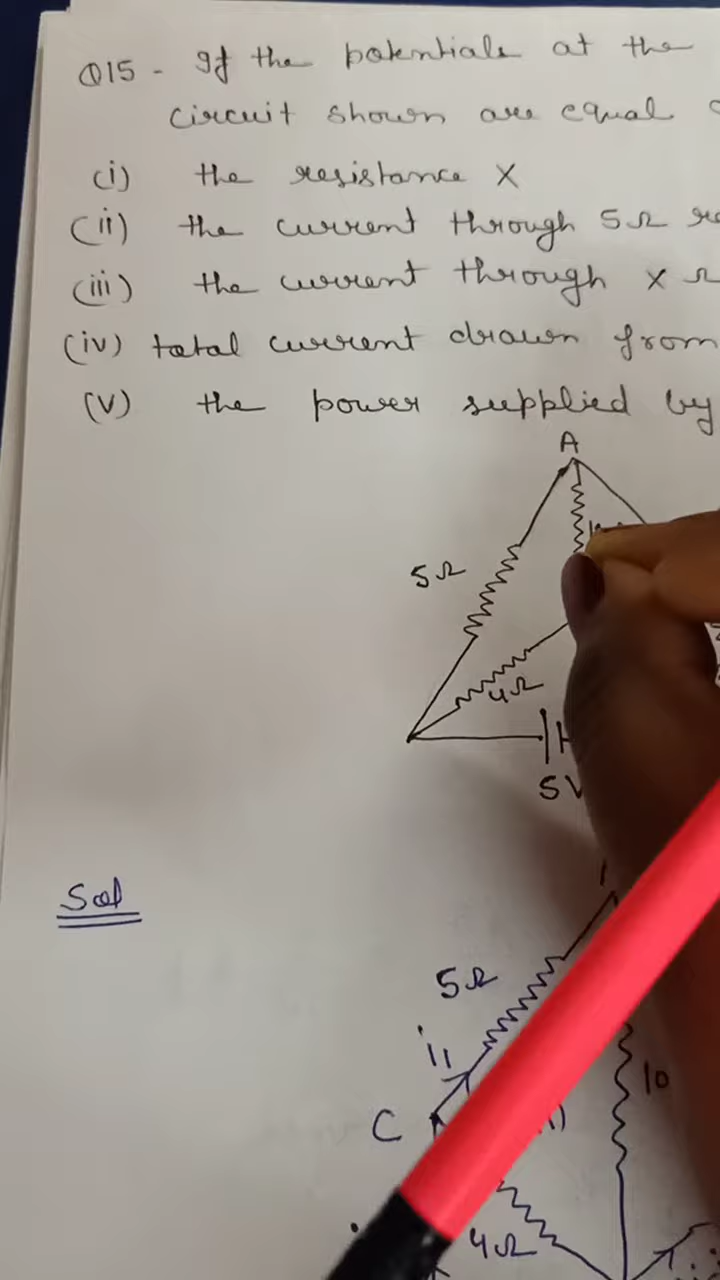 Q15 - If the potentials at the
circuit shown are equal
(i) the resistance X
(ii) the current through 5Ω
(iii) the current through X Ω
(iv) total current drawn from
(V) the power supplied by
A
5Ω
4Ω
5V
Sol
5Ω
i1
10
C
4Ω